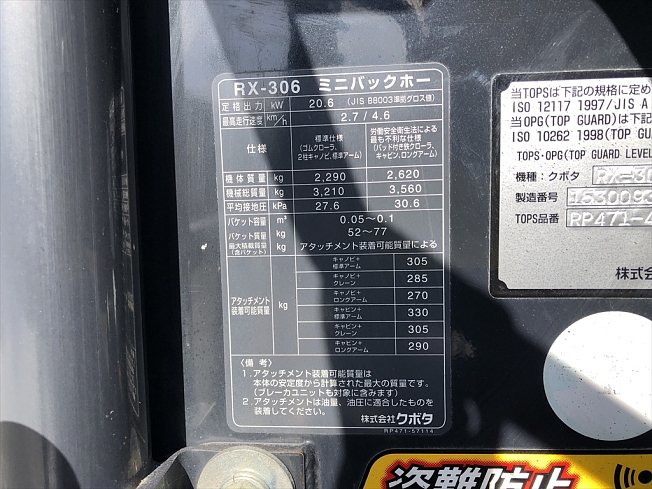 RX-306 ミニバックホー
定格出力 kW 20.6 (JIS B8003準拠グロス値)
最高走行速度 km/h 2.7 / 4.6
仕様 標準仕様 (ゴムクローラ、2柱キャノピ、標準アーム) 労働安全衛生法による最も不利な仕様 (パッド付き鉄クローラ、キャビン、ロングアーム)
機体質量 kg 2,290 2,620
機械総質量 kg 3,210 3,560
平均接地圧 kPa 27.6 30.6
バケット容量 m³ 0.05～0.1
バケット質量 kg 52～77
最大積載質量 (含バケット) kg アタッチメント装着可能質量による
アタッチメント装着可能質量 kg
キャノピ+標準アーム 305
キャノピ+クレーン 285
キャノピ+ロングアーム 270
キャビン+標準アーム 330
キャビン+クレーン 305
キャビン+ロングアーム 290
〈備考〉
1.アタッチメント装着可能質量は
本体の安定度から計算された最大の質量です。
(ブレーカユニットも対象に含みます)
2.アタッチメントは油量、油圧に適合したものを
装着してください。
株式会社クボタ
RP471-57114
当TOPSは下記の規格に定め
ISO 12117 1997/JIS A
当OPG(TOP GUARD)は下記
ISO 10262 1998(TOP GU
TOPS・OPG(TOP GUARD LEVEL
機種：クボタ RX-30
製造番号 1630093
TOPS品番 RP471-4
株式会
盗難防止